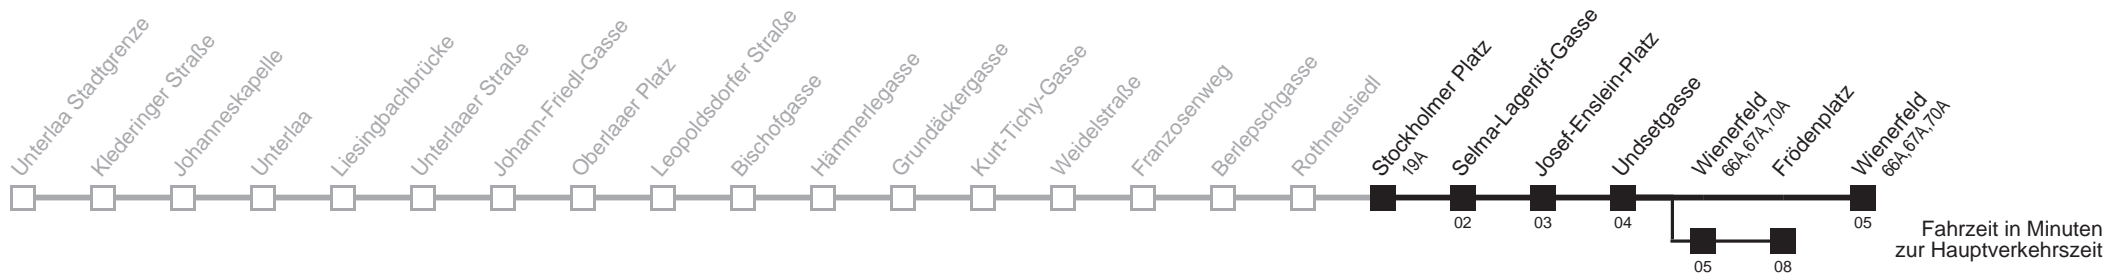 Unterlaa Stadtgrenze
Klederinger Straße
Johanneskapelle
Unterlaa
Liesingbachbrücke
Unterlaaer Straße
Johann-Friedl-Gasse
Oberlaaer Platz
Leopoldsdorfer Straße
Bischofgasse
Hämmerlegasse
Grundäckergasse
Kurt-Tichy-Gasse
Weidelstraße
Franzosenweg
Berlepschgasse
Rothneusiedl
Stockholmer Platz
19A
Selma-Lagerlöf-Gasse
Josef-Enslein-Platz
Undsetgasse
Wienerfeld
66A,67A,70A
Frödenplatz
Wienerfeld
66A,67A,70A
02
03
04
05
05
08
Fahrzeit in Minuten
zur Hauptverkehrszeit